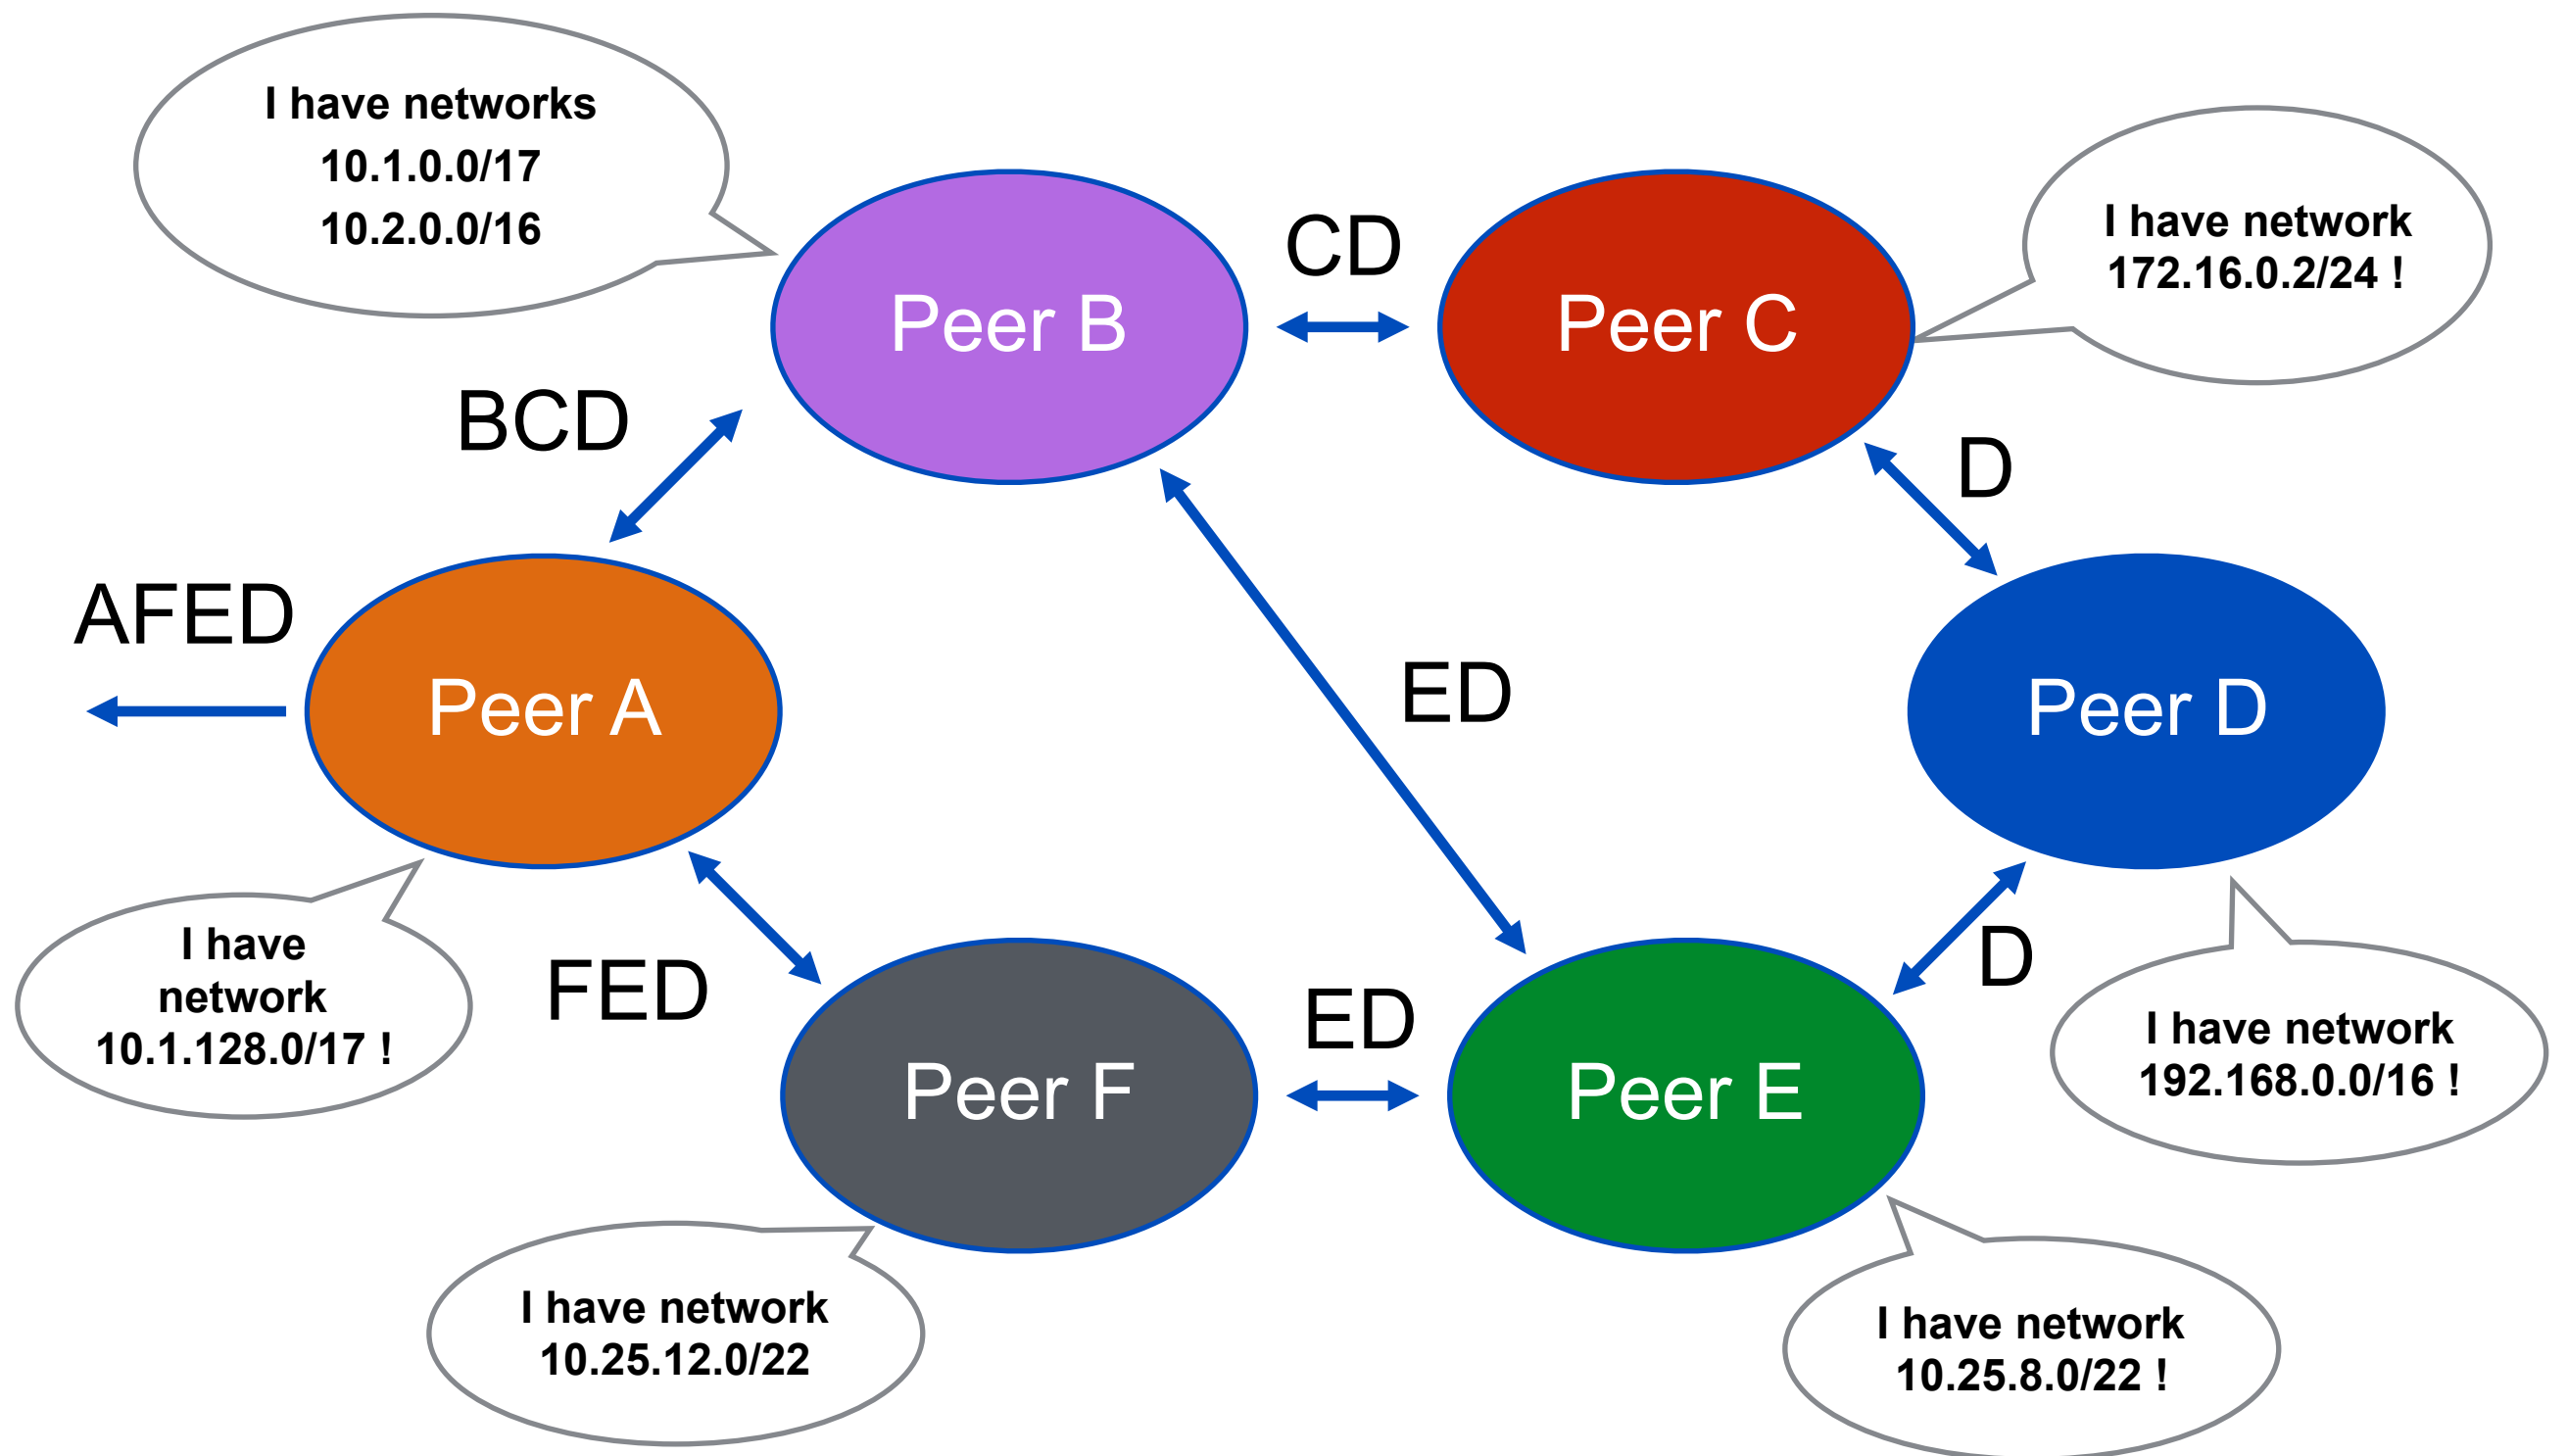 I have networks
10.1.0.0/17
10.2.0.0/16
I have network
172.16.0.2/24 !
CD
Peer B
Peer C
BCD
D
AFED
ED
Peer A
Peer D
I have
network
10.1.128.0/17 !
FED
ED
D
I have network
192.168.0.0/16 !
Peer F
Peer E
I have network
10.25.12.0/22
I have network
10.25.8.0/22 !